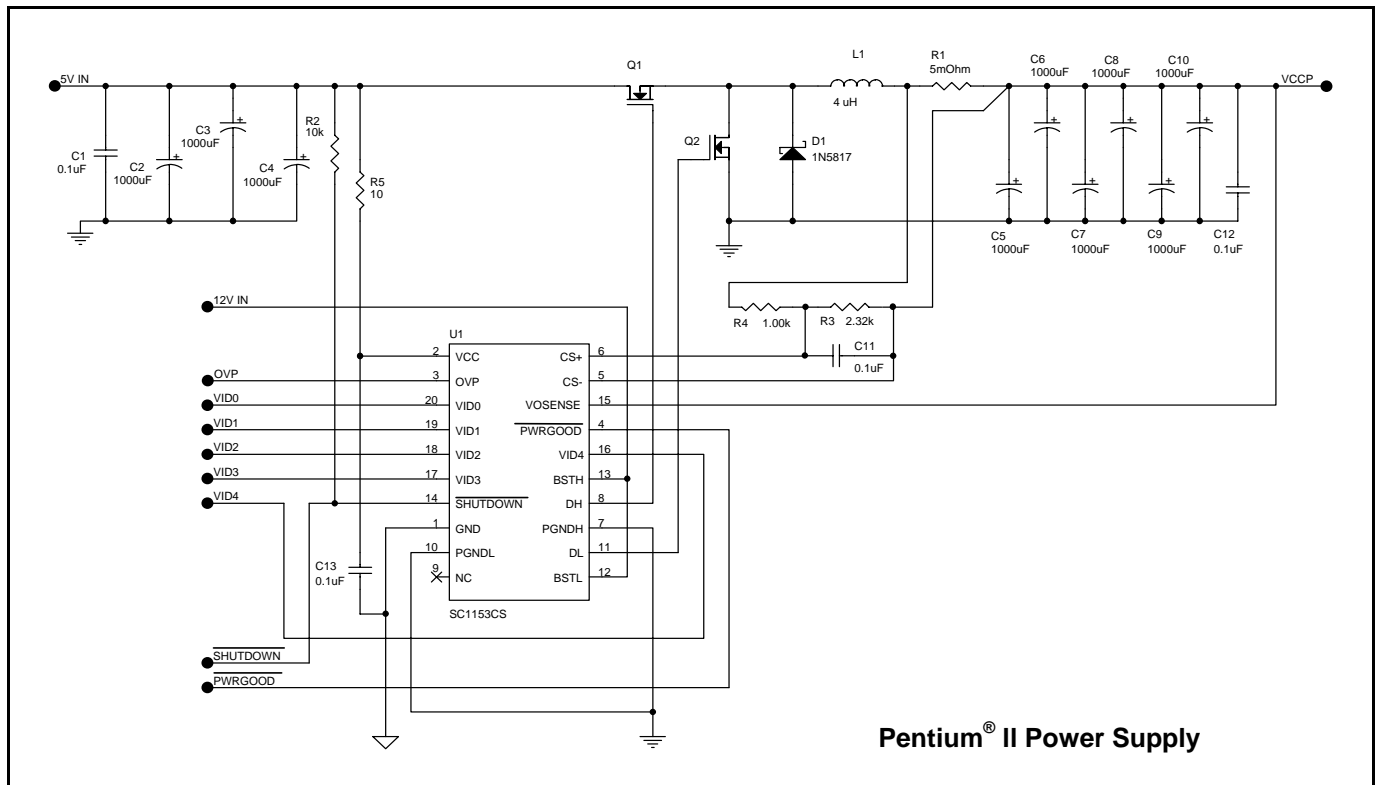 L1
Q1
R1
5mOhm
C6
1000uF
C8
1000uF
C10
1000uF
5V IN
VCCP
4 uH
C3
1000uF
R2
10k
Q2
D1
1N5817
C1
0.1uF
C2
1000uF
C4
1000uF
R5
10
C5
1000uF
C7
1000uF
C9
1000uF
C12
0.1uF
12V IN
R4 1.00k
R3 2.32k
U1
C11
0.1uF
2 VCC
CS+ 6
OVP
3 OVP
CS- 5
VID0
20 VID0
VOSENSE 15
VID1
19 VID1
PWRGOOD 4
VID2
18 VID2
VID4 16
VID3
17 VID3
BSTH 13
VID4
14 SHUTDOWN
DH 8
1 GND
PGNDH 7
10 PGNDL
DL 11
C13
0.1uF
9 NC
BSTL 12
SC1153CS
SHUTDOWN
PWRGOOD
Pentium® II Power Supply